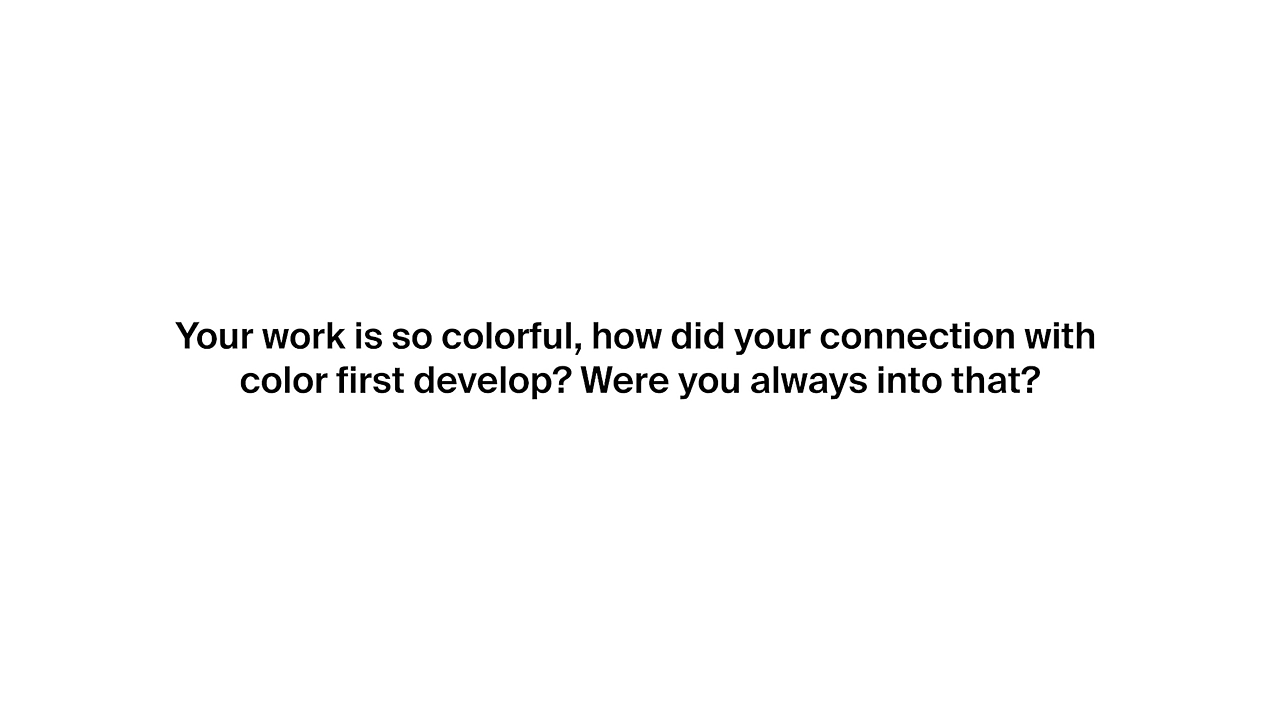 Your work is so colorful, how did your connection with
color first develop? Were you always into that?